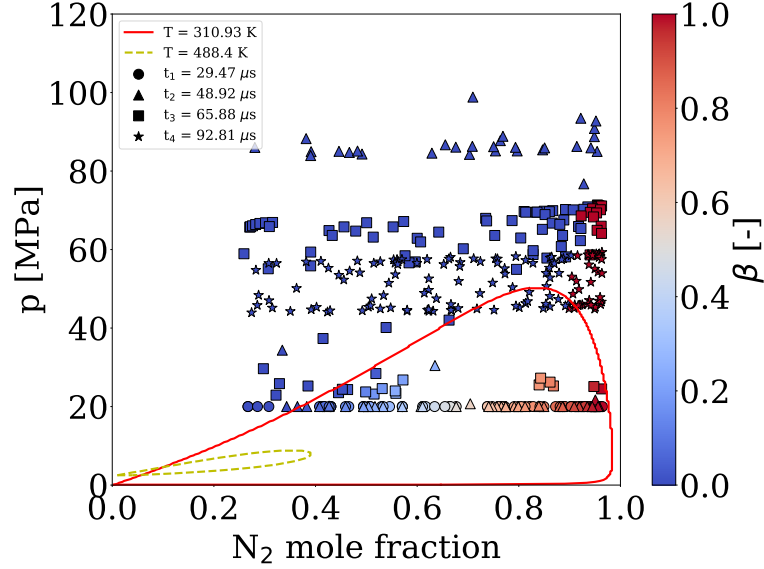 120
100
80
60
40
20
0
p [MPa]
T = 310.93 K
T = 488.4 K
t₁ = 29.47 μs
t₂ = 48.92 μs
t₃ = 65.88 μs
t₄ = 92.81 μs
0.0
0.2
0.4
0.6
0.8
1.0
N₂ mole fraction
1.0
0.8
0.6
0.4
0.2
0.0
β [-]